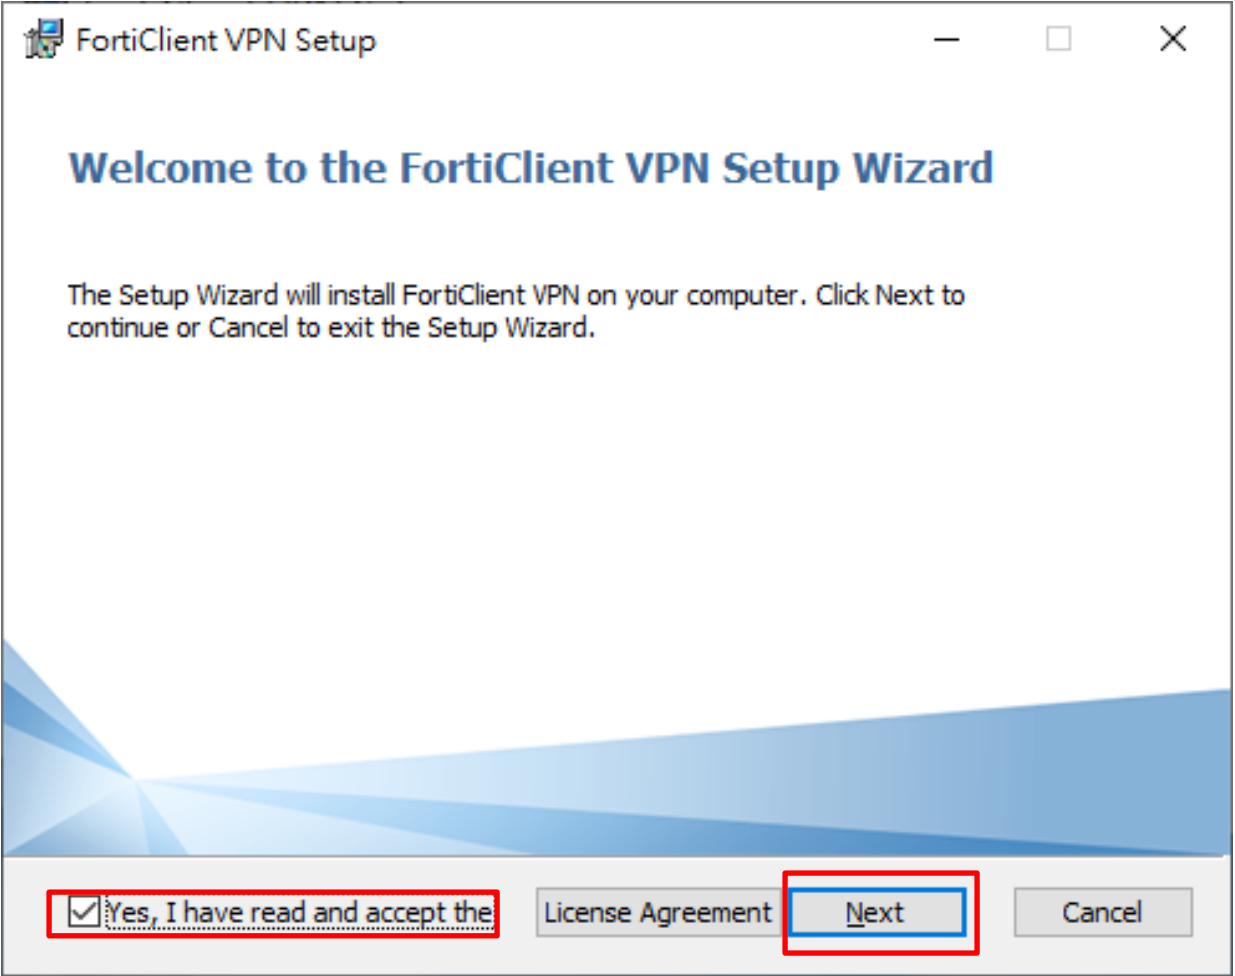 FortiClient VPN Setup
Welcome to the FortiClient VPN Setup Wizard
The Setup Wizard will install FortiClient VPN on your computer. Click Next to
continue or Cancel to exit the Setup Wizard.
Yes, I have read and accept the License Agreement Next Cancel